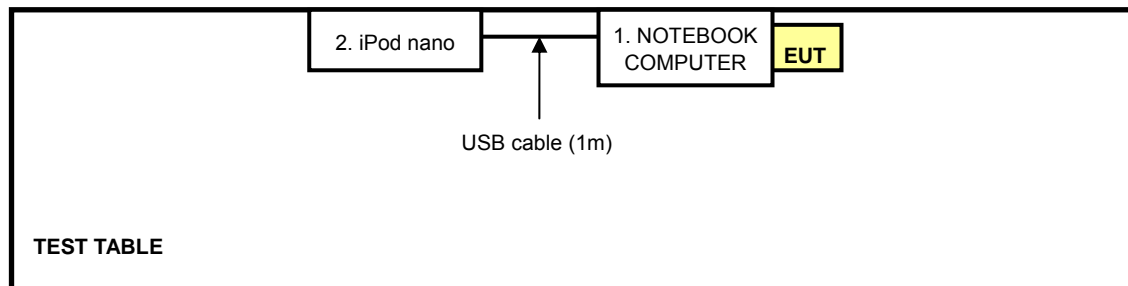 2. iPod nano
1. NOTEBOOK
COMPUTER
EUT
USB cable (1m)
TEST TABLE